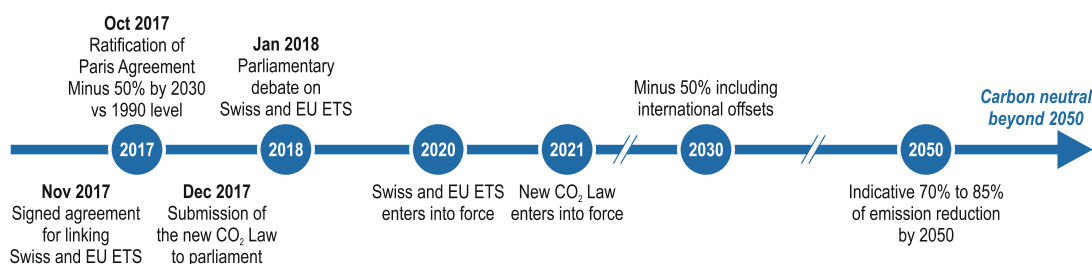 Oct 2017
Ratification of
Paris Agreement
Minus 50% by 2030
vs 1990 level
Jan 2018
Parliamentary
debate on
Swiss and EU ETS
Minus 50% including
international offsets
Carbon neutral
beyond 2050
2017
2018
2020
2021
2030
2050
Nov 2017
Signed agreement
for linking
Swiss and EU ETS
Dec 2017
Submission of
the new CO₂ Law
to parliament
Swiss and EU ETS
enters into force
New CO₂ Law
enters into force
Indicative 70% to 85%
of emission reduction
by 2050